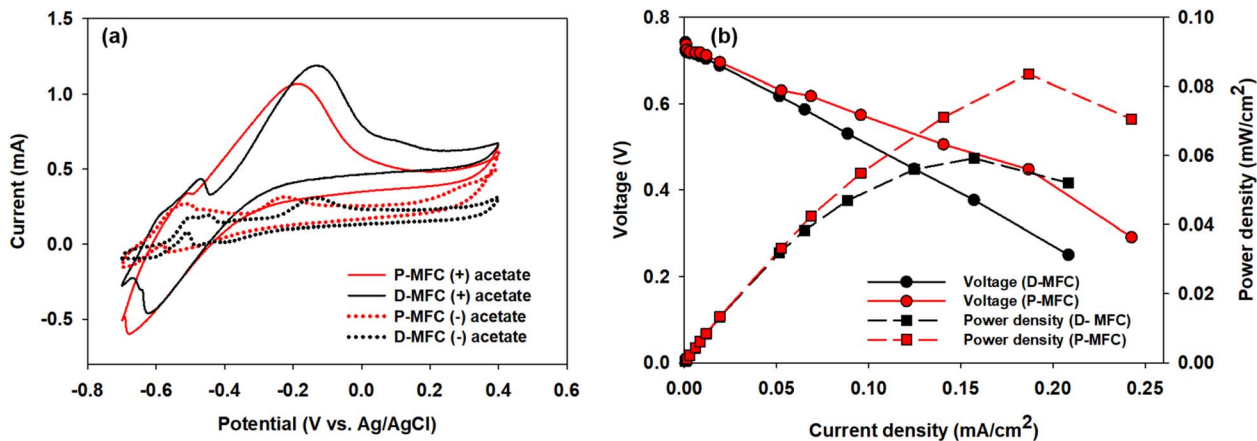 (a)
1.5
1.0
0.5
0.0
-0.5
Current (mA)
-0.8
-0.6
-0.4
-0.2
0.0
0.2
0.4
0.6
Potential (V vs. Ag/AgCl)
P-MFC (+) acetate
D-MFC (+) acetate
P-MFC (-) acetate
D-MFC (-) acetate
(b)
0.8
0.6
0.4
0.2
0.0
Voltage (V)
0.00
0.05
0.10
0.15
0.20
0.25
Current density (mA/cm²)
0.10
0.08
0.06
0.04
0.02
0.00
Power density (mW/cm²)
Voltage (D-MFC)
Voltage (P-MFC)
Power density (D- MFC)
Power density (P-MFC)